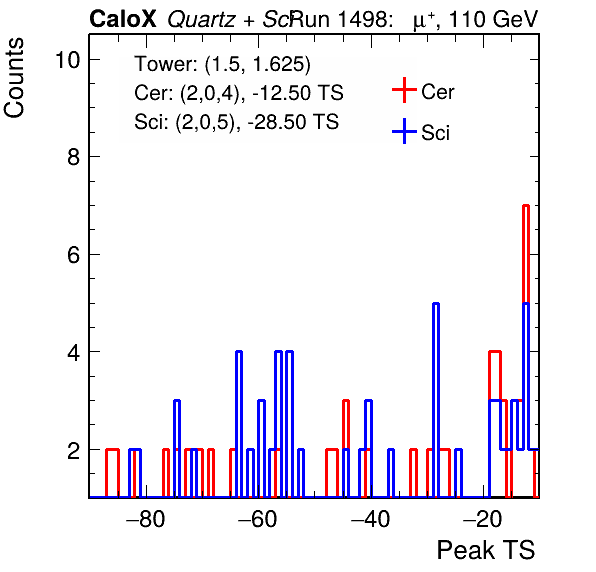 CaloX Quartz + Sci Run 1498: μ⁺, 110 GeV
Counts
Tower: (1.5, 1.625)
Cer: (2,0,4), -12.50 TS
Sci: (2,0,5), -28.50 TS
Cer
Sci
10
8
6
4
2
−80 −60 −40 −20
Peak TS